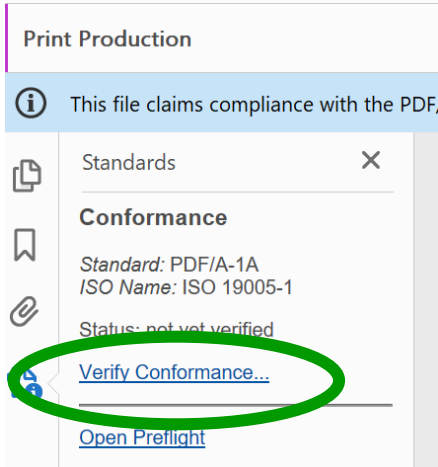 Print Production
This file claims compliance with the PDF/
Standards
Conformance
Standard: PDF/A-1A
ISO Name: ISO 19005-1
Status: not yet verified
Verify Conformance...
Open Preflight